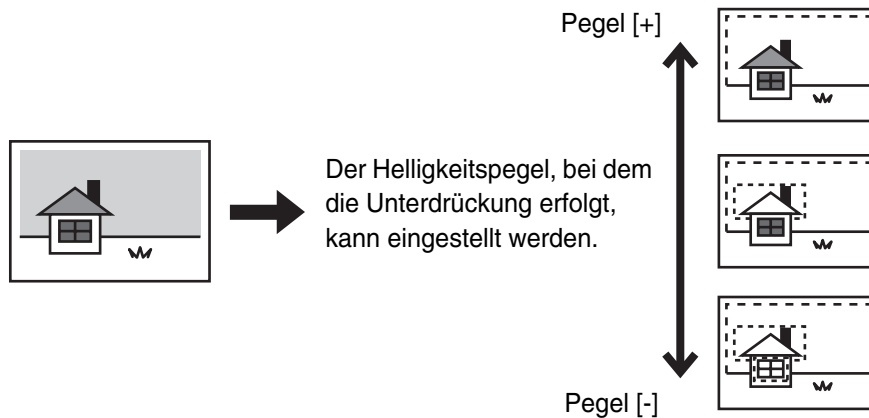 Pegel [+]
Der Helligkeitspegel, bei dem
die Unterdrückung erfolgt,
kann eingestellt werden.
Pegel [-]